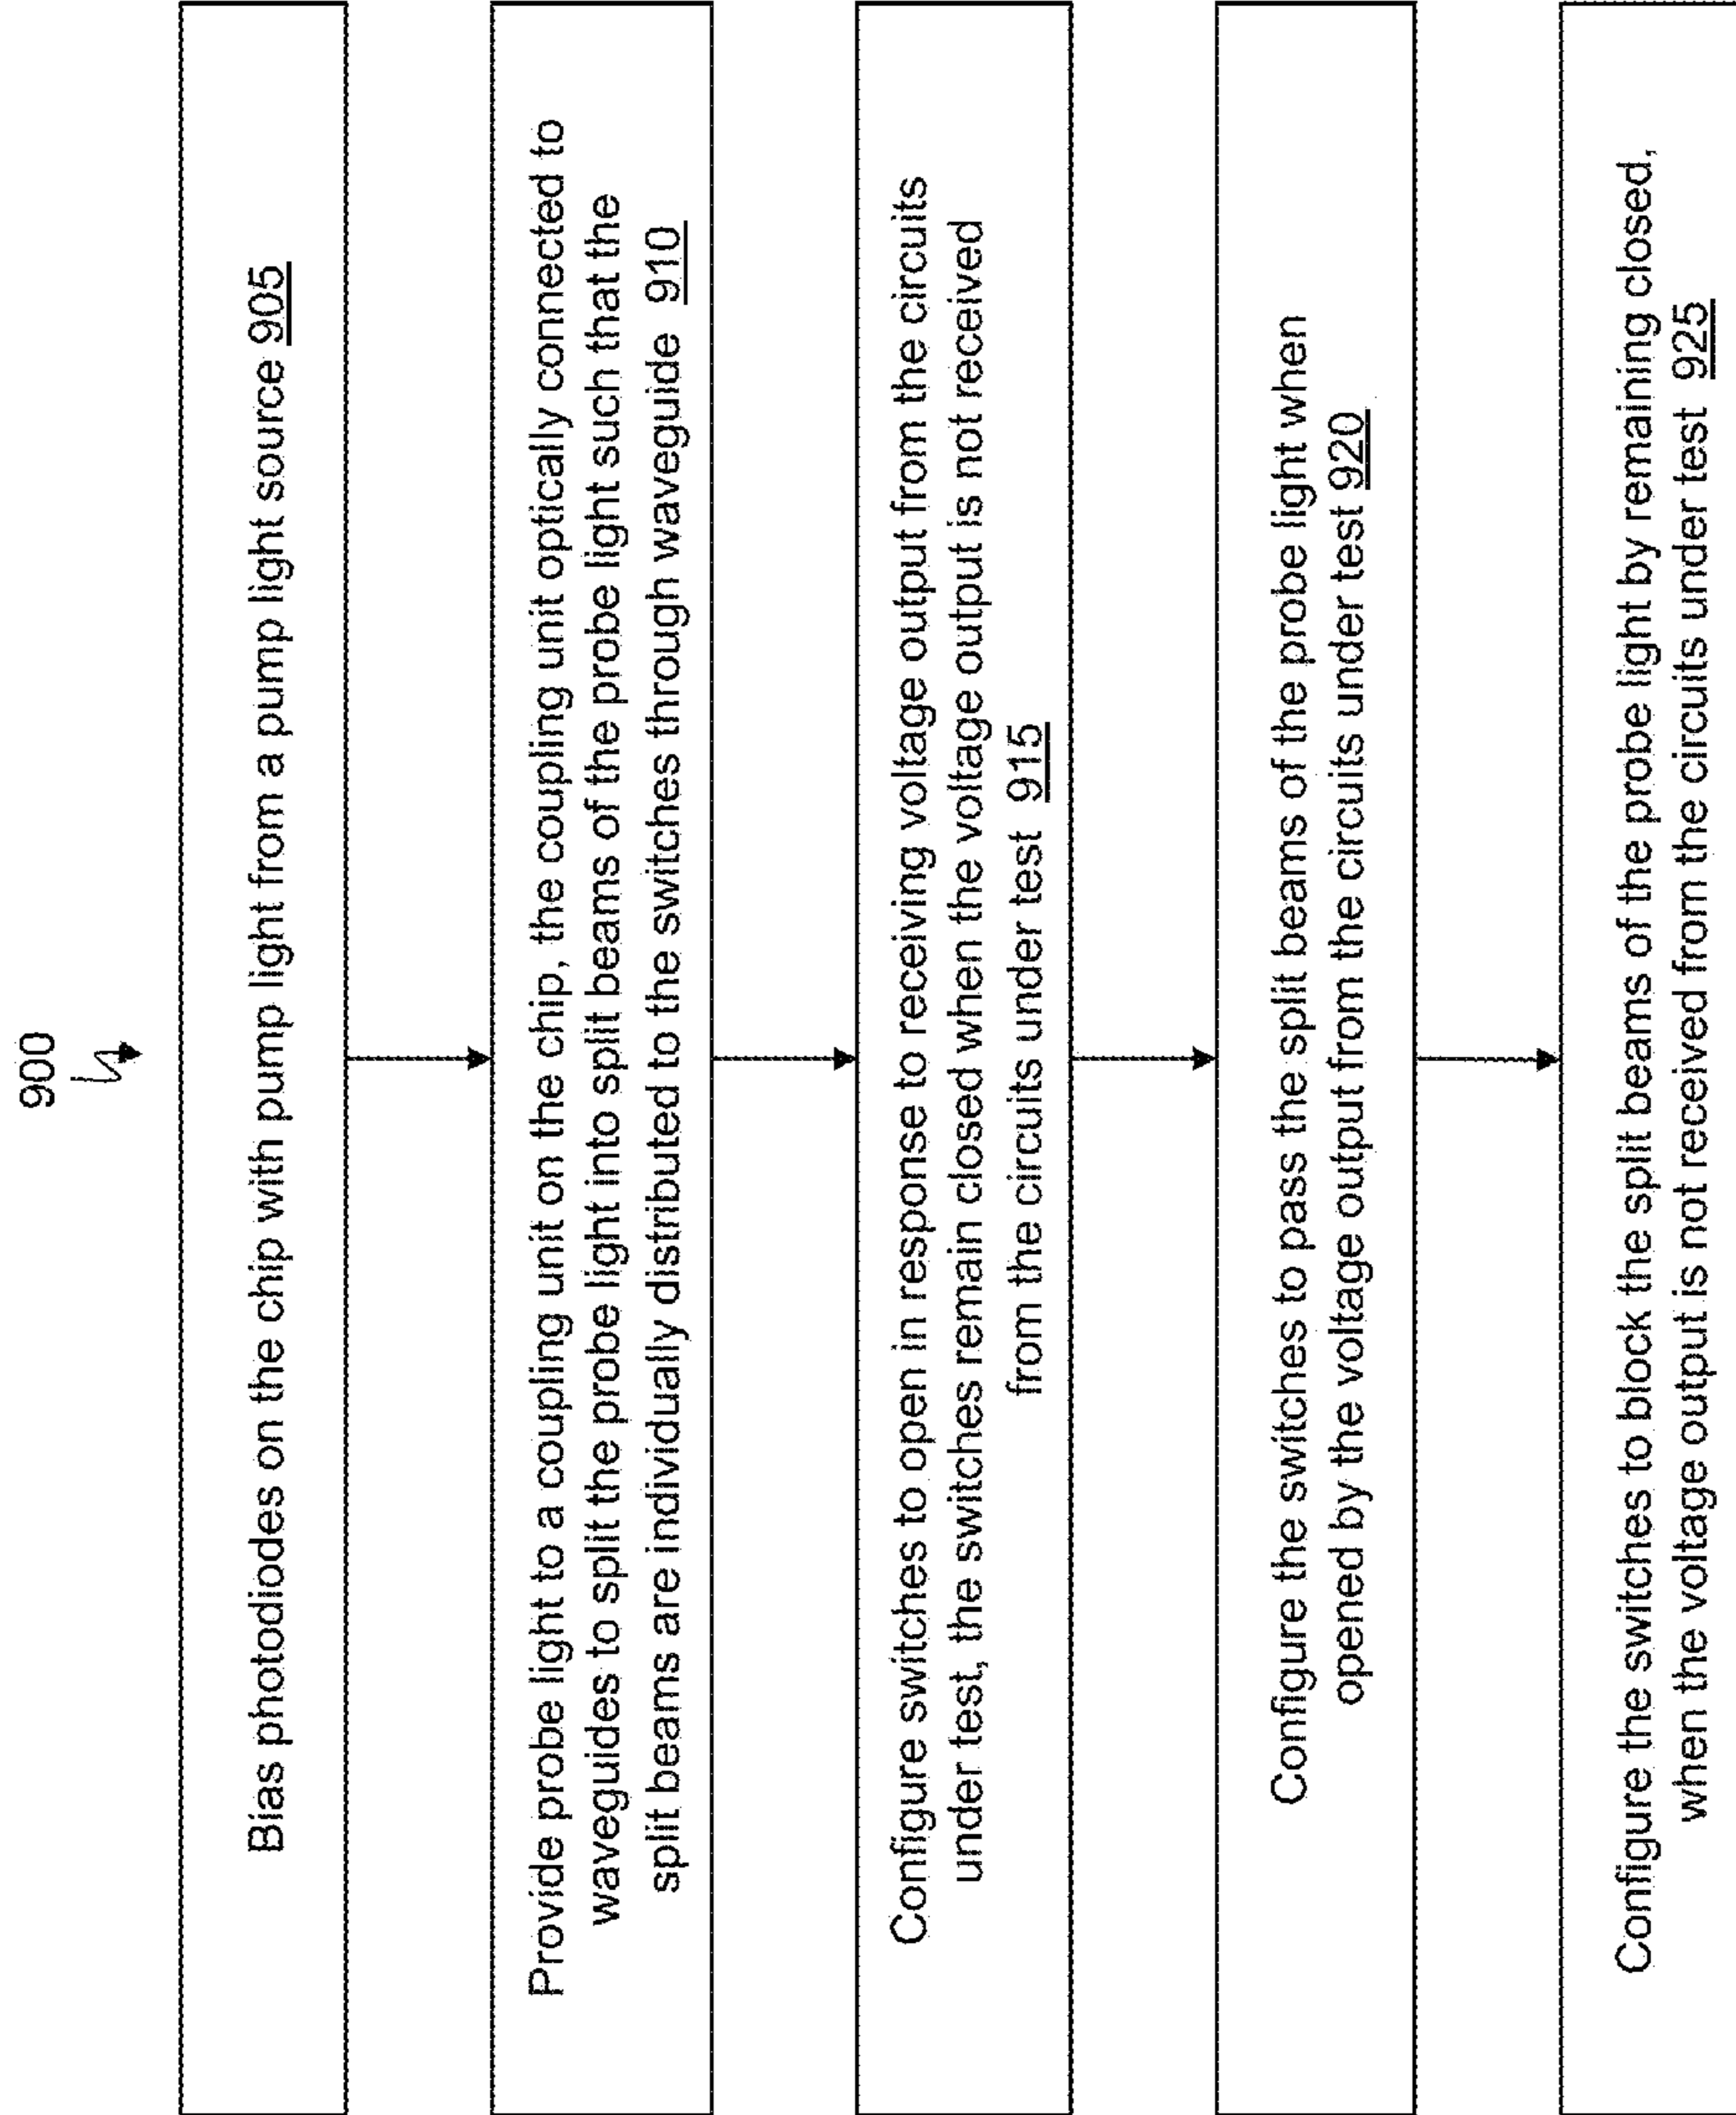 900
Bias photodiodes on the chip with pump light from a pump light source 905
Provide probe light to a coupling unit on the chip, the coupling unit optically connected to
waveguides to split the probe light into split beams of the probe light such that the
split beams are individually distributed to the switches through waveguide 910
Configure switches to open in response to receiving voltage output from the circuits
under test, the switches remain closed when the voltage output is not received
from the circuits under test 915
Configure the switches to pass the split beams of the probe light when
opened by the voltage output from the circuits under test 920
Configure the switches to block the split beams of the probe light by remaining closed,
when the voltage output is not received from the circuits under test 925